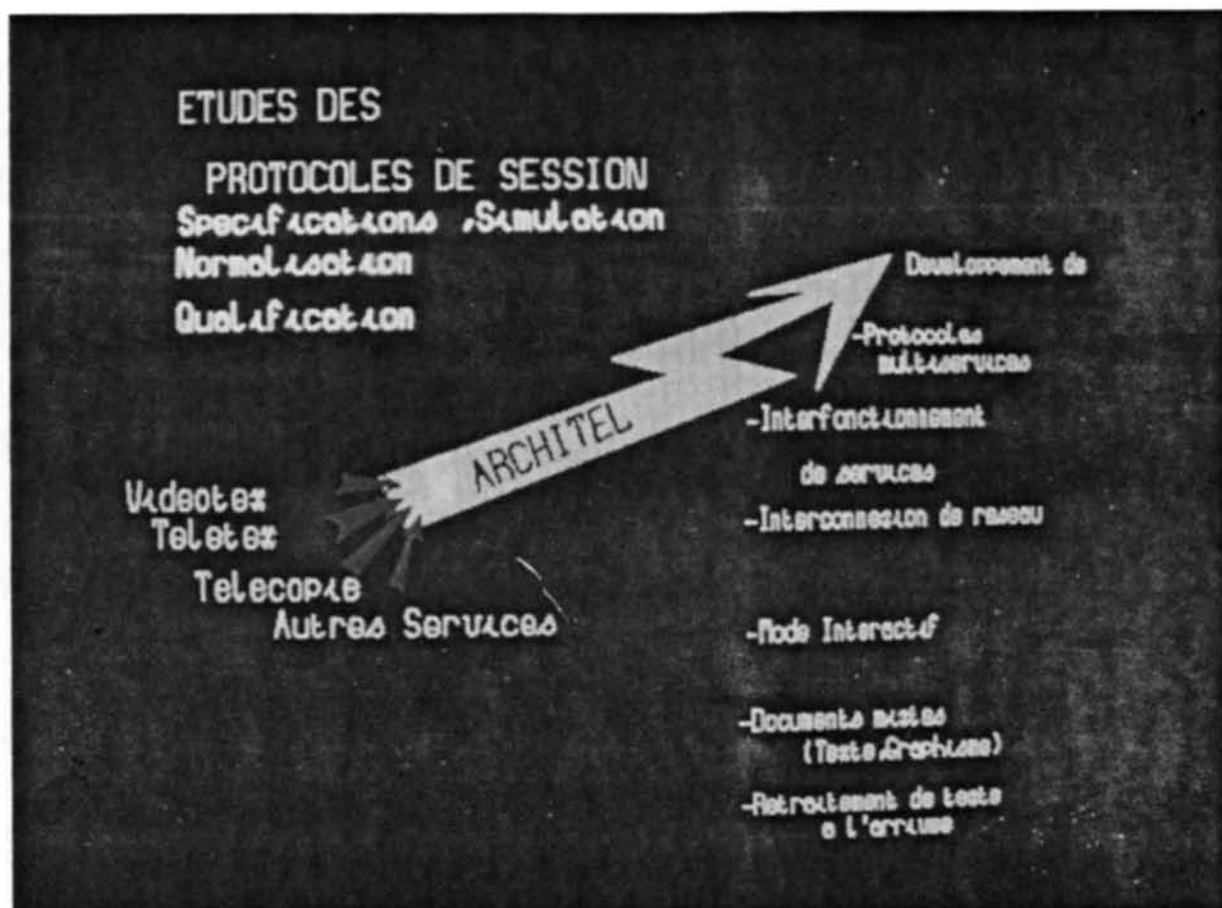 ETUDES DES
PROTOCOLES DE SESSION
Specifications ,Simulation
Normalisation
Qualification
Developpement de
-Protocoles
multiservices
ARCHITEL
-Interfonctionnement
de services
-Interconnexion de reseau
Videotex
Teletex
Telecopie
Autres Services
-Mode Interactif
-Documents mixtes
(Texte,Graphisme)
-Retraitement de texte
a l'arrivee